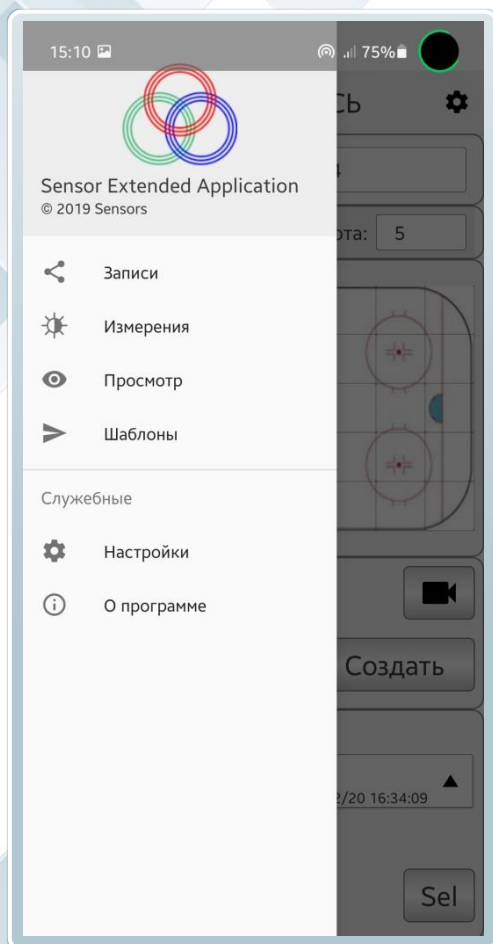 15:10
75%
Sensor Extended Application
© 2019 Sensors
Записи
Измерения
Просмотр
Шаблоны
Служебные
Настройки
О программе
СЬ
ота: 5
Создать
/20 16:34:09
Sel